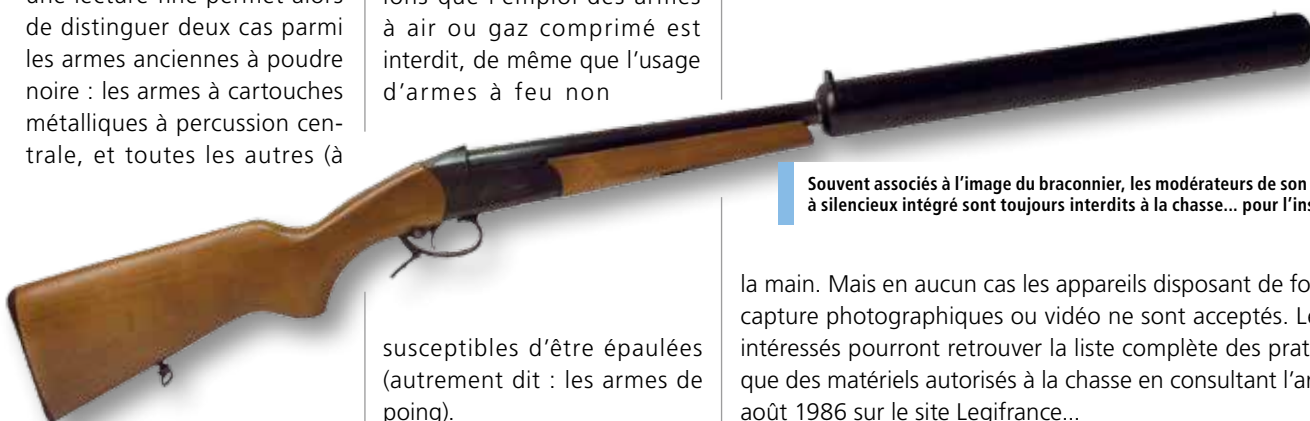 une lecture fine permet alors
de distinguer deux cas parmi
les armes anciennes à poudre
noire : les armes à cartouches
métalliques à percussion cen-
trale, et toutes les autres (à
que l'emploi des armes
à air ou gaz comprimé est
interdit, de même que l'usage
d'armes à feu non
susceptibles d'être épaulées
(autrement dit : les armes de
poing).
Souvent associés à l'image du braconnier, les modérateurs de son
à silencieux intégré sont toujours interdits à la chasse... pour l'ins
la main. Mais en aucun cas les appareils disposant de fo
capture photographiques ou vidéo ne sont acceptés. Le
intéressés pourront retrouver la liste complète des prat
que des matériels autorisés à la chasse en consultant l'ar
août 1986 sur le site Legifrance...